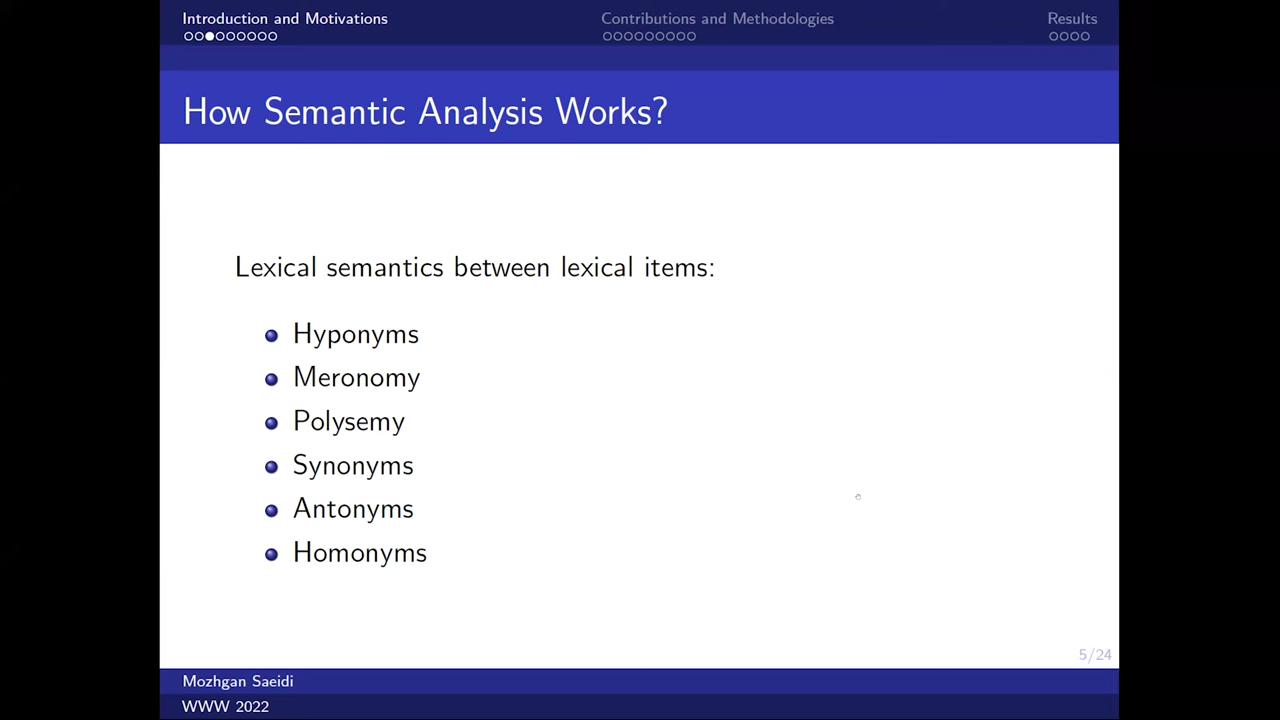 Introduction and Motivations
Contributions and Methodologies
Results
How Semantic Analysis Works?
Lexical semantics between lexical items:
Hyponyms
Meronomy
Polysemy
Synonyms
Antonyms
Homonyms
5/24
Mozhgan Saeidi
WWW 2022